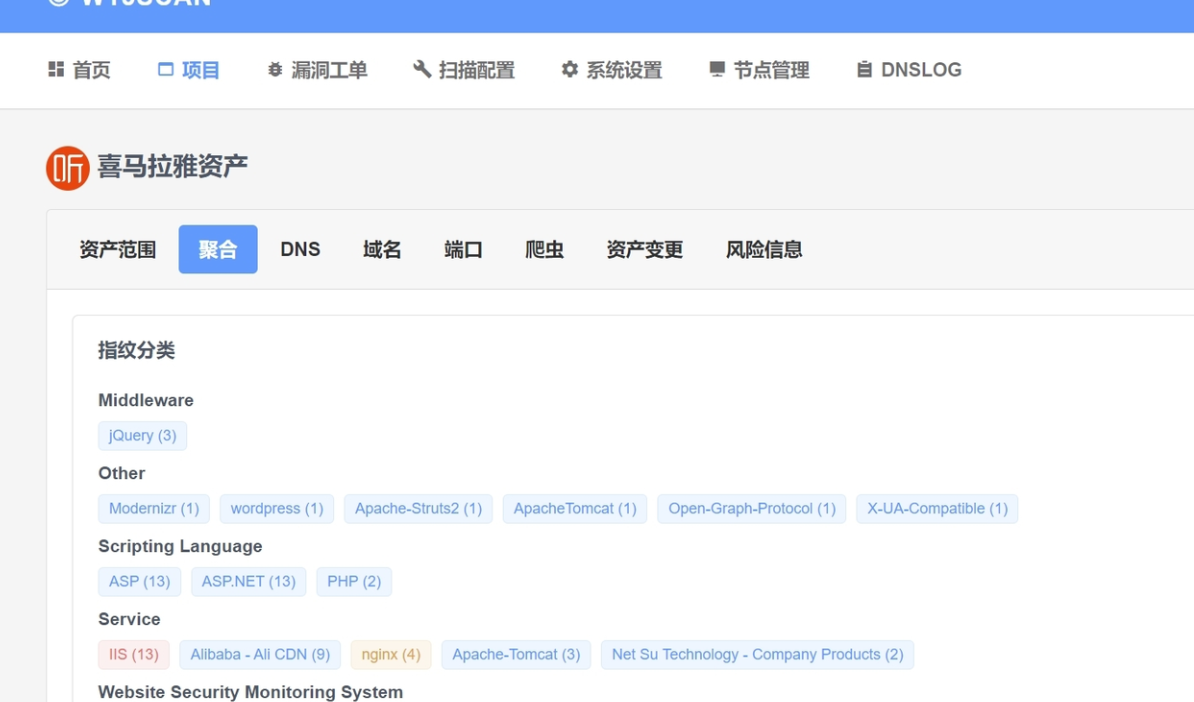 W10SCAN
首页 项目 漏洞工单 扫描配置 系统设置 节点管理 DNSLOG
听 喜马拉雅资产
资产范围 聚合 DNS 域名 端口 爬虫 资产变更 风险信息
指纹分类
Middleware
jQuery (3)
Other
Modernizr (1) wordpress (1) Apache-Struts2 (1) ApacheTomcat (1) Open-Graph-Protocol (1) X-UA-Compatible (1)
Scripting Language
ASP (13) ASP.NET (13) PHP (2)
Service
IIS (13) Alibaba - Ali CDN (9) nginx (4) Apache-Tomcat (3) Net Su Technology - Company Products (2)
Website Security Monitoring System